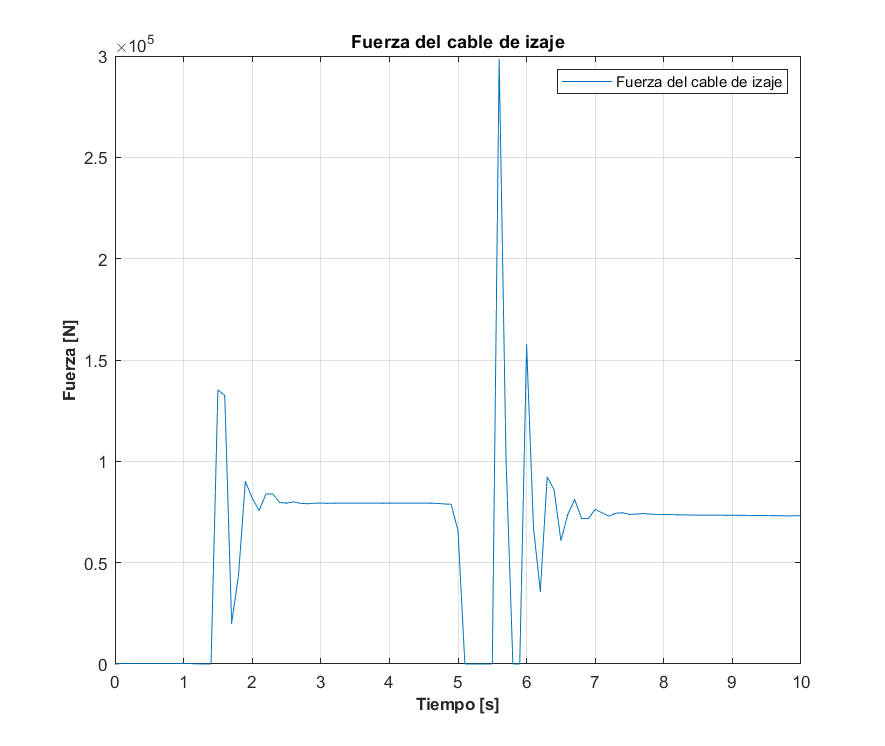 Fuerza del cable de izaje
×10^5
Fuerza del cable de izaje
3
2.5
2
1.5
1
0.5
0
Fuerza [N]
0 1 2 3 4 5 6 7 8 9 10
Tiempo [s]